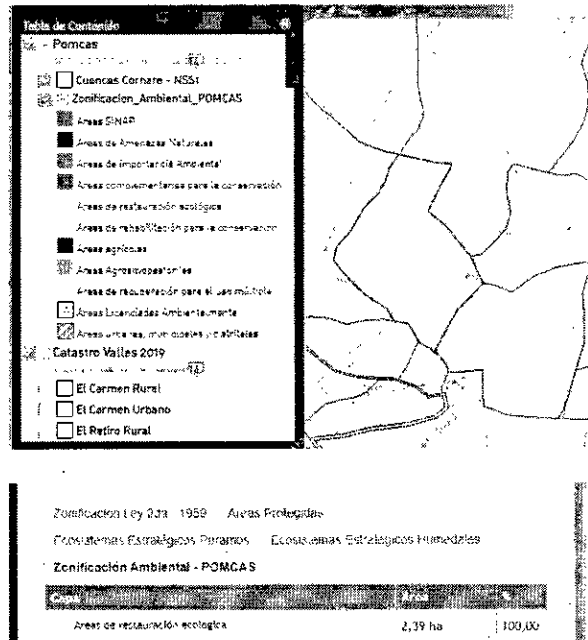 Tabla de Contenido
- Pomcas
Cuencas Cornare - NSS1
Zonificacion_Ambiental_POMCAS
Areas SINAP
Areas de Amenazas Naturales
Areas de importancia Ambiental
Areas complementarias para la conservación
Areas de restauración ecológica
Areas de rehabilitación para la conservación
Areas agrícolas
Areas Agrosilvopastoriles
Areas de recuperación para el uso múltiple
Areas Licenciadas Ambientalmente
Areas urbanas, municipales y distritales
Catastro Valles 2019
El Carmen Rural
El Carmen Urbano
El Retiro Rural
Zonificación Ley 2da 1959 Areas Protegidas
Ecosistemas Estratégicos Paramos Ecosistemas Estratégicos Humedales
Zonificación Ambiental - POMCAS
Area %
Areas de restauración ecologica 2,39 ha 100,00